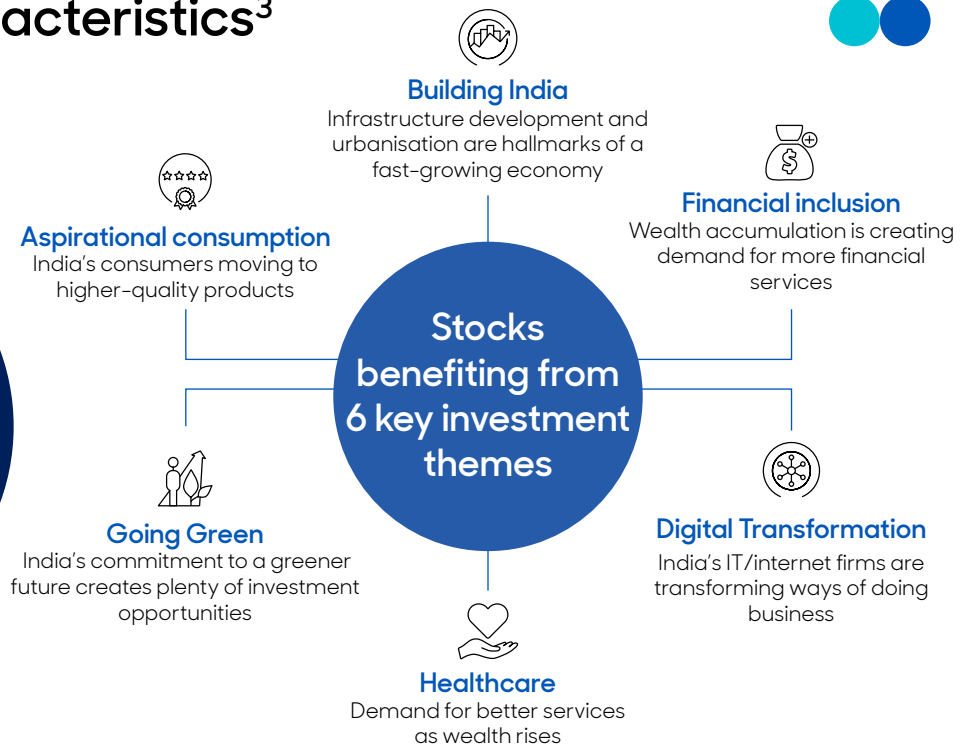 acteristics³
Building India
Infrastructure development and
urbanisation are hallmarks of a
fast-growing economy
Aspirational consumption
India's consumers moving to
higher-quality products
Financial inclusion
Wealth accumulation is creating
demand for more financial
services
Stocks
benefiting from
6 key investment
themes
Going Green
India's commitment to a greener
future creates plenty of investment
opportunities
Digital Transformation
India's IT/internet firms are
transforming ways of doing
business
Healthcare
Demand for better services
as wealth rises